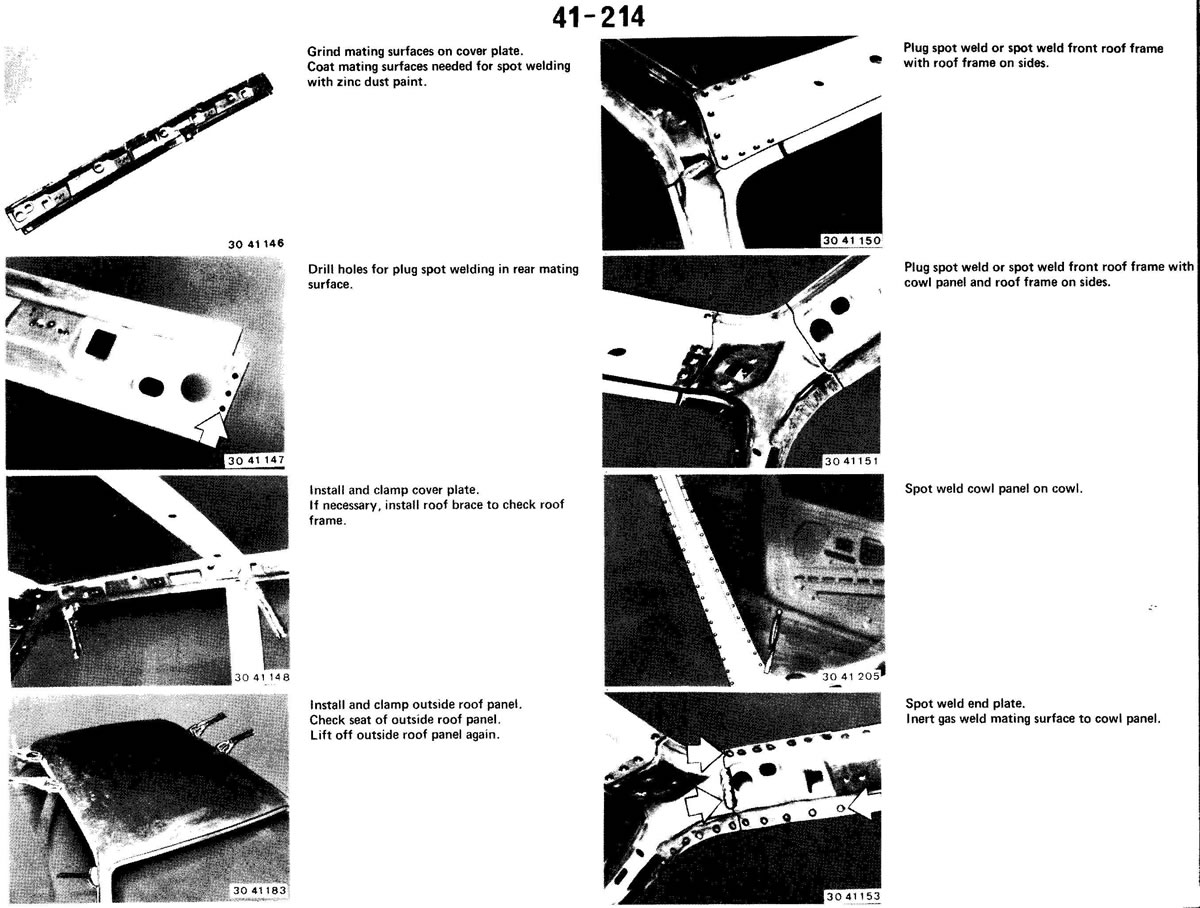 41-214
Grind mating surfaces on cover plate.
Coat mating surfaces needed for spot welding
with zinc dust paint.
30 41 146
Drill holes for plug spot welding in rear mating
surface.
30 41 147
Install and clamp cover plate.
If necessary, install roof brace to check roof
frame.
30 41 148
Install and clamp outside roof panel.
Check seat of outside roof panel.
Lift off outside roof panel again.
30 41 183
Plug spot weld or spot weld front roof frame
with roof frame on sides.
30 41 150
Plug spot weld or spot weld front roof frame with
cowl panel and roof frame on sides.
30 41 151
Spot weld cowl panel on cowl.
30 41 205
Spot weld end plate.
Inert gas weld mating surface to cowl panel.
30 41 153